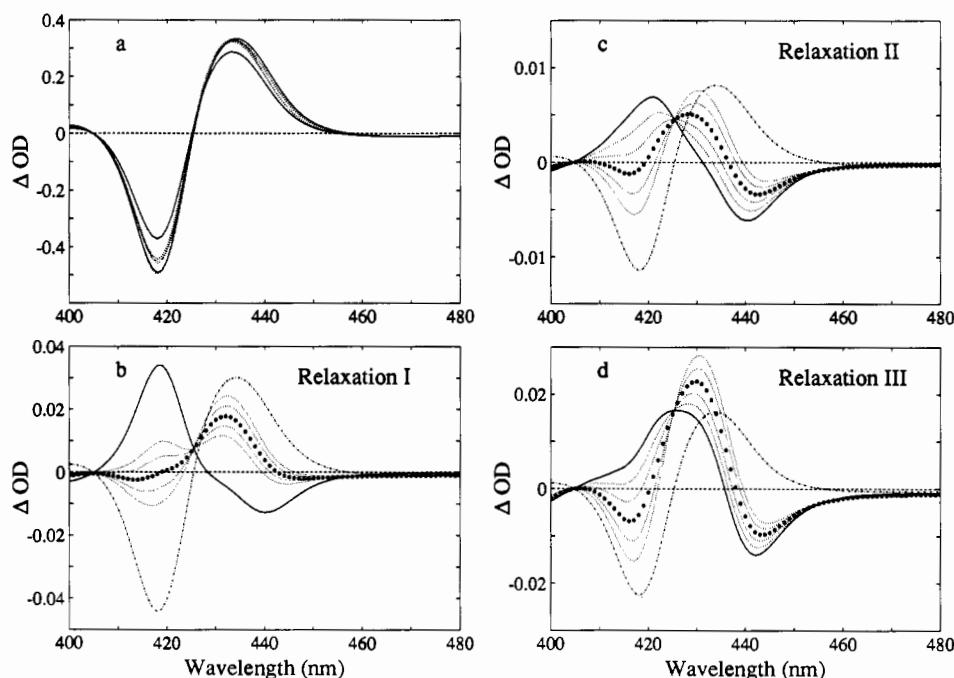 a
Δ OD
0.4
0.2
0
-0.2
-0.4
400 420 440 460 480
c Relaxation II
Δ OD
0.01
0
-0.01
400 420 440 460 480
b Relaxation I
Δ OD
0.04
0.02
0
-0.02
-0.04
400 420 440 460 480
Wavelength (nm)
d Relaxation III
Δ OD
0.02
0
-0.02
400 420 440 460 480
Wavelength (nm)